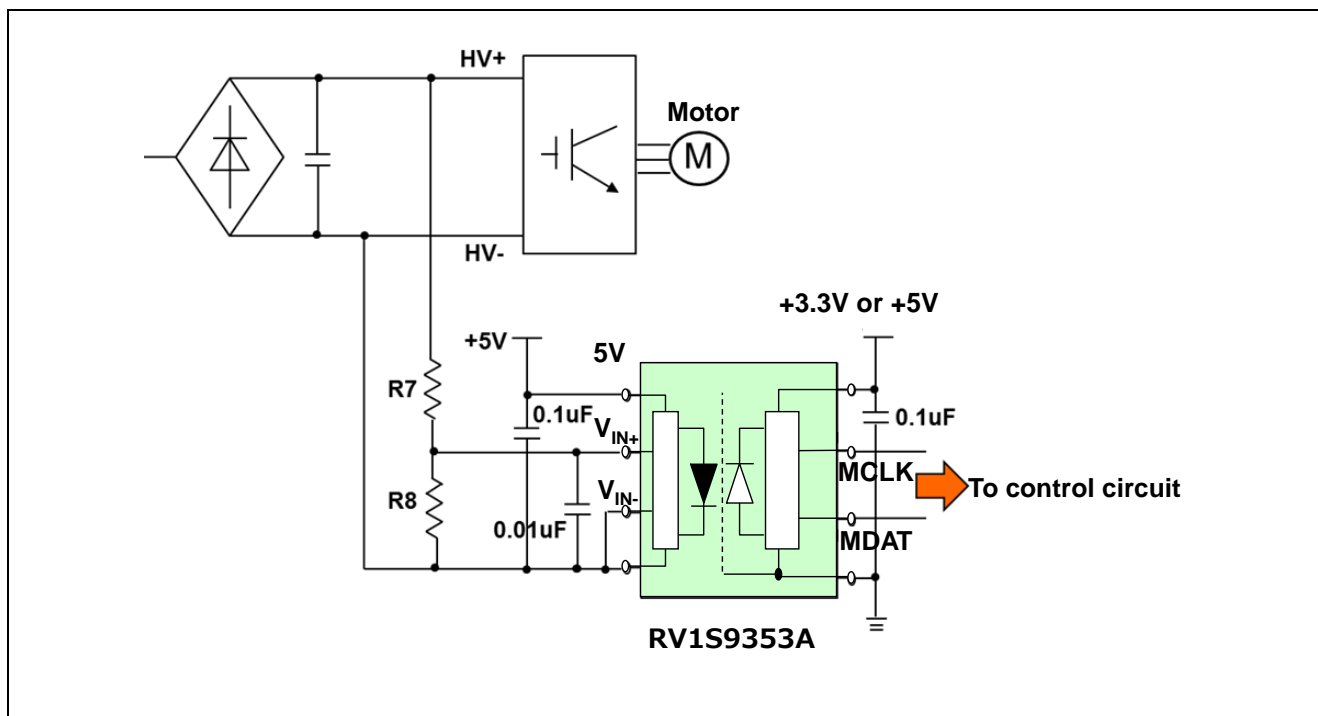 HV+
Motor
M
HV-
+3.3V or +5V
+5V
5V
R7
0.1uF
0.1uF
VIN+
MCLK
To control circuit
VIN-
R8
0.01uF
MDAT
RV1S9353A